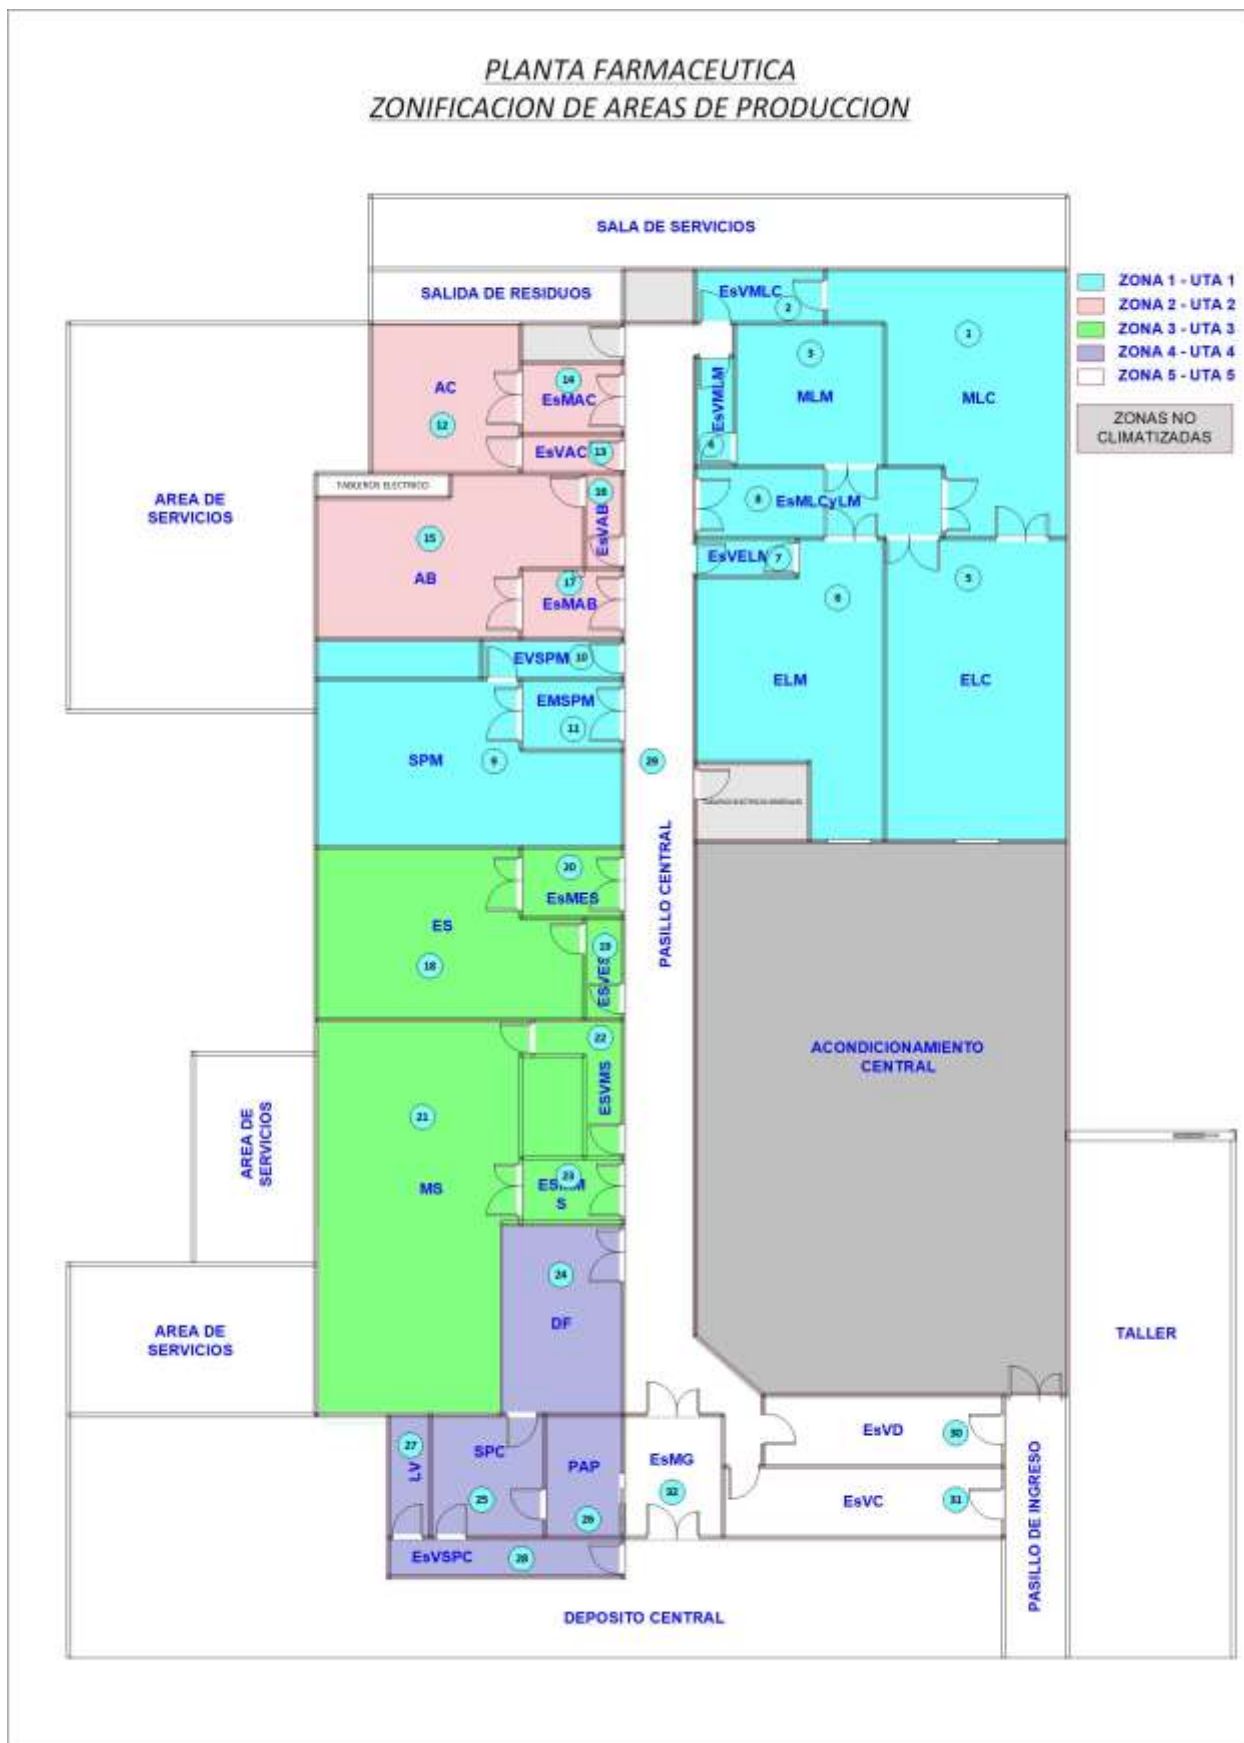 PLANTA FARMACEUTICA
ZONIFICACION DE AREAS DE PRODUCCION
SALA DE SERVICIOS
SALIDA DE RESIDUOS
EsVMLC
2
ZONA 1 - UTA 1
ZONA 2 - UTA 2
ZONA 3 - UTA 3
ZONA 4 - UTA 4
ZONA 5 - UTA 5
ZONAS NO
CLIMATIZADAS
1
MLC
3
MLM
EsVMLM
AC
12
14
EsMAC
EsVAC
13
TABLEROS ELECTRICO
AREA DE
SERVICIOS
16
EsVAB
15
AB
17
EsMAB
8
EsMLCyLM
EsVELM
7
5
6
ELM
ELC
EVSPM
10
EMSPM
11
SPM
9
29
PASILLO CENTRAL
20
EsMES
ES
18
19
ESVES
22
ESVMS
21
MS
23
S
AREA DE
SERVICIOS
ACONDICIONAMIENTO
CENTRAL
24
DF
AREA DE
SERVICIOS
TALLER
27
LV
SPC
25
PAP
26
EsMG
32
EsVD
30
EsVC
31
EsVSPC
28
PASILLO DE INGRESO
DEPOSITO CENTRAL